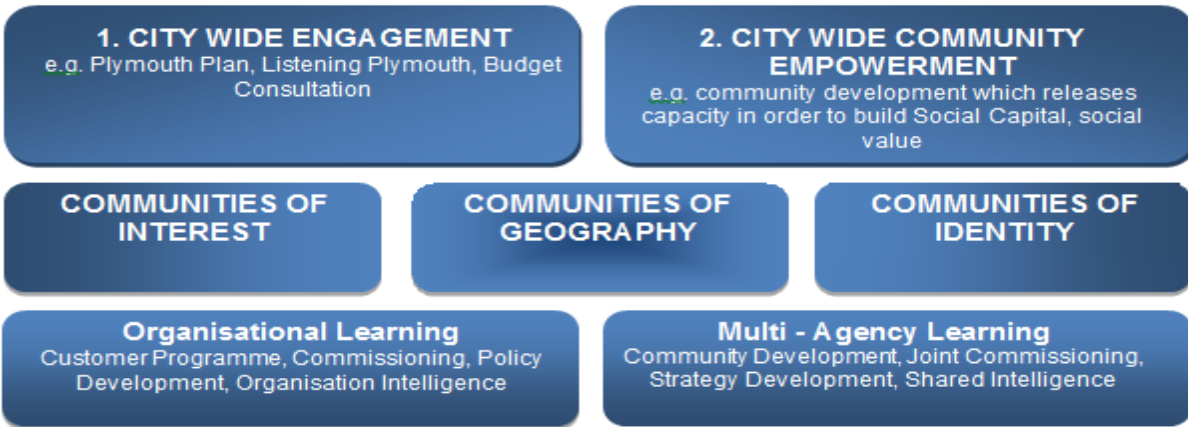 1. CITY WIDE ENGAGEMENT
e.g. Plymouth Plan, Listening Plymouth, Budget
Consultation
2. CITY WIDE COMMUNITY
EMPOWERMENT
e.g. community development which releases
capacity in order to build Social Capital, social
value
COMMUNITIES OF
INTEREST
COMMUNITIES OF
GEOGRAPHY
COMMUNITIES OF
IDENTITY
Organisational Learning
Customer Programme, Commissioning, Policy
Development, Organisation Intelligence
Multi - Agency Learning
Community Development, Joint Commissioning,
Strategy Development, Shared Intelligence